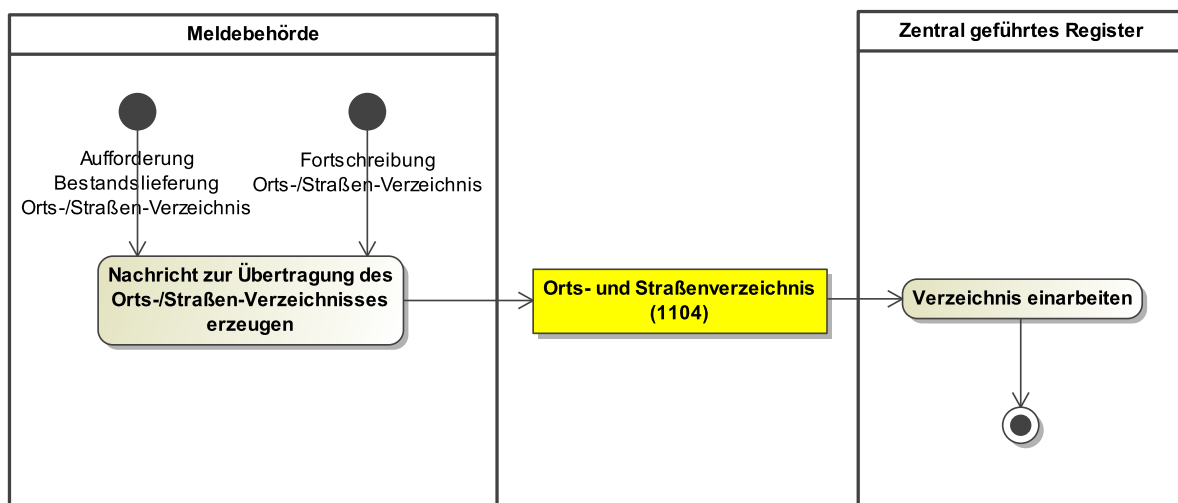 Meldebehörde
Zentral geführtes Register
Aufforderung
Bestandslieferung
Orts-/Straßen-Verzeichnis
Fortschreibung
Orts-/Straßen-Verzeichnis
Nachricht zur Übertragung des
Orts-/Straßen-Verzeichnisses
erzeugen
Orts- und Straßenverzeichnis
(1104)
Verzeichnis einarbeiten